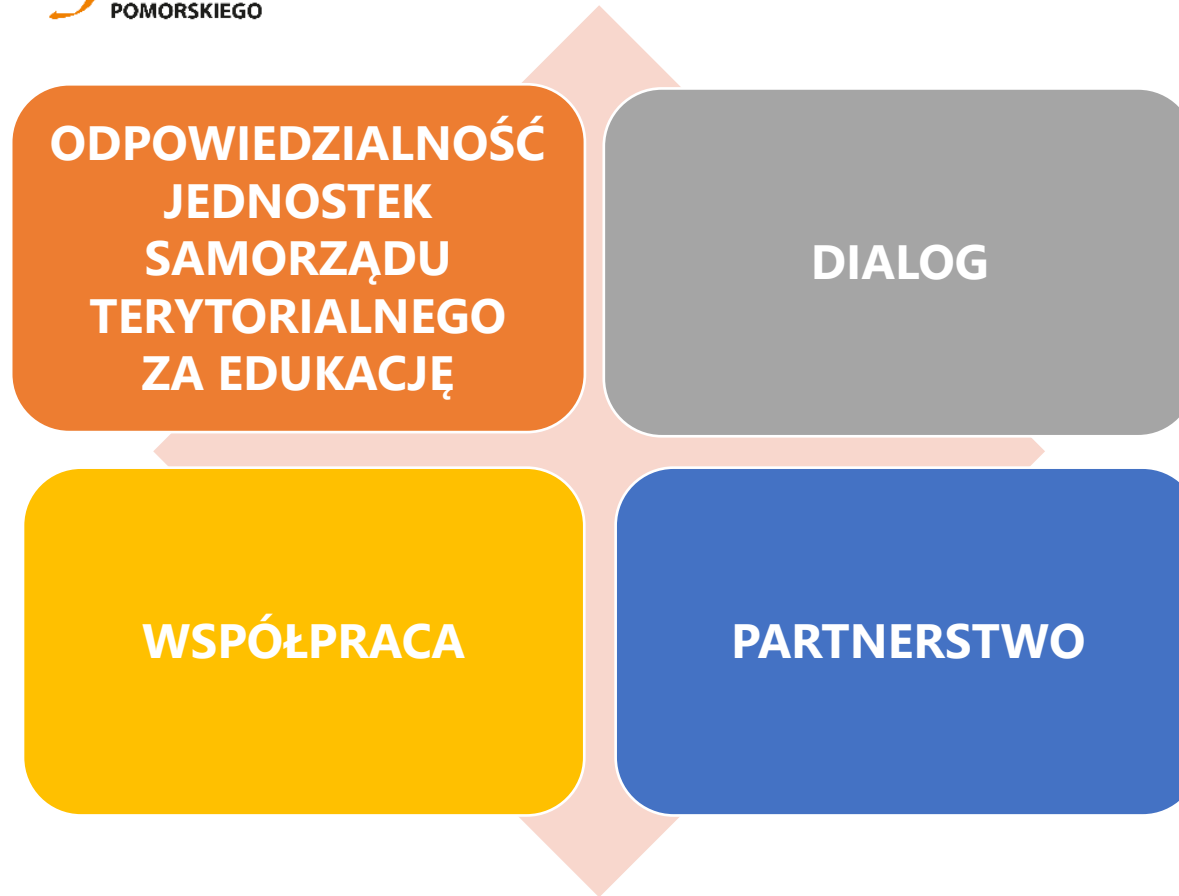 POMORSKIEGO
ODPOWIEDZIALNOŚĆ
JEDNOSTEK
SAMORZĄDU
TERYTORIALNEGO
ZA EDUKACJĘ
DIALOG
WSPÓŁPRACA
PARTNERSTWO